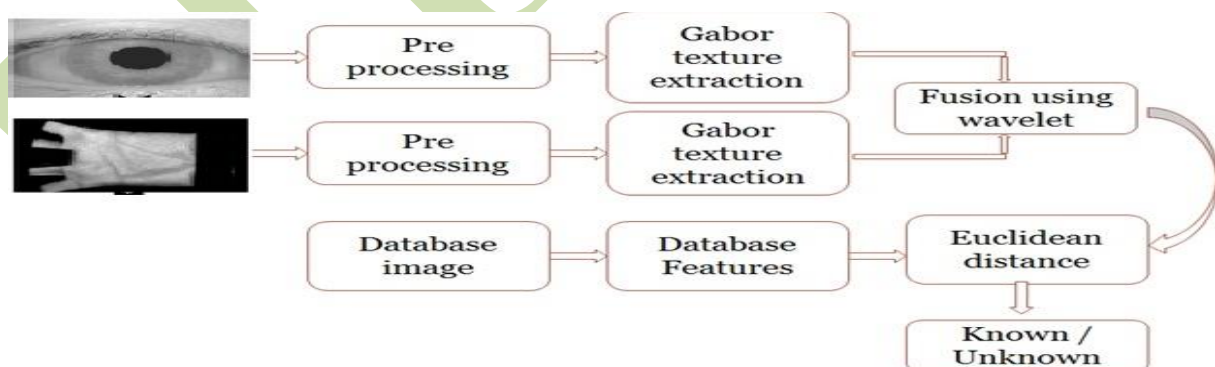 Pre
processing
Gabor
texture
extraction
Fusion using
wavelet
Pre
processing
Gabor
texture
extraction
Database
image
Database
Features
Euclidean
distance
Known /
Unknown